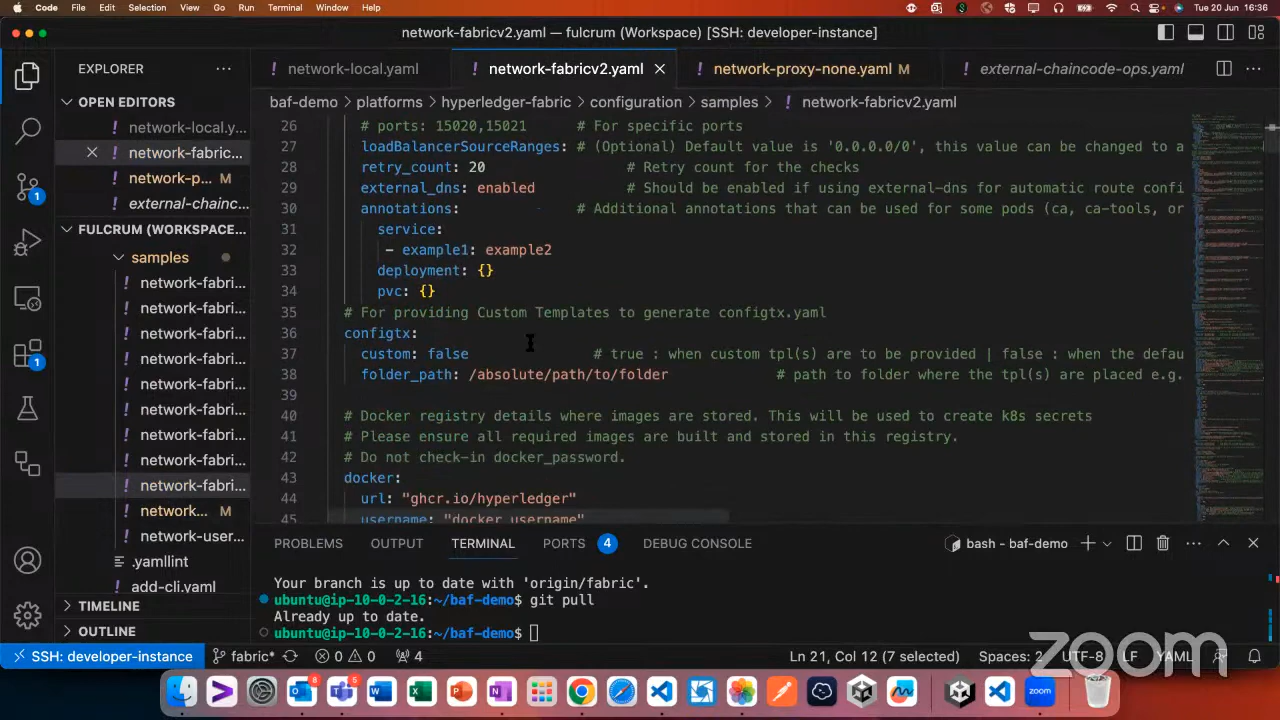 Code File Edit Selection View Go Run Terminal Window Help Tue 20 Jun 16:36
network-fabricv2.yaml — fulcrum (Workspace) [SSH: developer-instance]
EXPLORER
! network-local.yaml ! network-fabricv2.yaml ! network-proxy-none.yaml M ! external-chaincode-ops.yaml
baf-demo > platforms > hyperledger-fabric > configuration > samples > ! network-fabricv2.yaml
OPEN EDITORS
! network-local.y...
! network-fabric...
! network-p... M
! external-chainc...
FULCRUM (WORKSPACE...
samples
! network-fabri...
! network-fabri...
! network-fabri...
! network-fabri...
! network-fabri...
! network-fabri...
! network-fabri...
! network-fabri...
! network-fabri...
! network... M
! network-user...
.yamllint
! add-cli.yaml
TIMELINE
OUTLINE
1
1
26 # ports: 15020,15021 # For specific ports
27 loadBalancerSourceRanges: # (Optional) Default value is '0.0.0.0/0', this value can be changed to a
28 retry_count: 20 # Retry count for the checks
29 external_dns: enabled # Should be enabled if using external-dns for automatic route confi
30 annotations: # Additional annotations that can be used for some pods (ca, ca-tools, or
31 service:
32 - example1: example2
33 deployment: {}
34 pvc: {}
35 # For providing Custom Templates to generate configtx.yaml
36 configtx:
37 custom: false # true : when custom tpl(s) are to be provided | false : when the defau
38 folder_path: /absolute/path/to/folder # path to folder where the tpl(s) are placed e.g.
39
40 # Docker registry details where images are stored. This will be used to create k8s secrets
41 # Please ensure all required images are built and stored in this registry.
42 # Do not check-in docker_password.
43 docker:
44 url: "ghcr.io/hyperledger"
45 username: "docker_username"
PROBLEMS OUTPUT TERMINAL PORTS 4 DEBUG CONSOLE bash - baf-demo
Your branch is up to date with 'origin/fabric'.
ubuntu@ip-10-0-2-16:~/baf-demo$ git pull
Already up to date.
ubuntu@ip-10-0-2-16:~/baf-demo$
SSH: developer-instance fabric* 0 0 4 Ln 21, Col 12 (7 selected) Spaces: 2 UTF-8 LF YAML
zoom
8
5
zoom